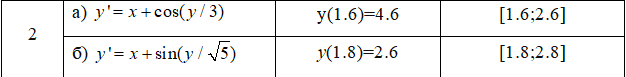 2
а) y' = x + cos(y / 3) y(1.6)=4.6 [1.6;2.6]
б) y' = x + sin(y / √5) y(1.8)=2.6 [1.8;2.8]